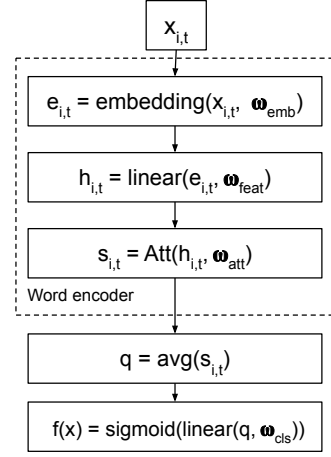 x_{i,t}
e_{i,t} = embedding(x_{i,t}, ω_{emb})
h_{i,t} = linear(e_{i,t}, ω_{feat})
s_{i,t} = Att(h_{i,t}, ω_{att})
Word encoder
q = avg(s_{i,t})
f(x) = sigmoid(linear(q, ω_{cls}))